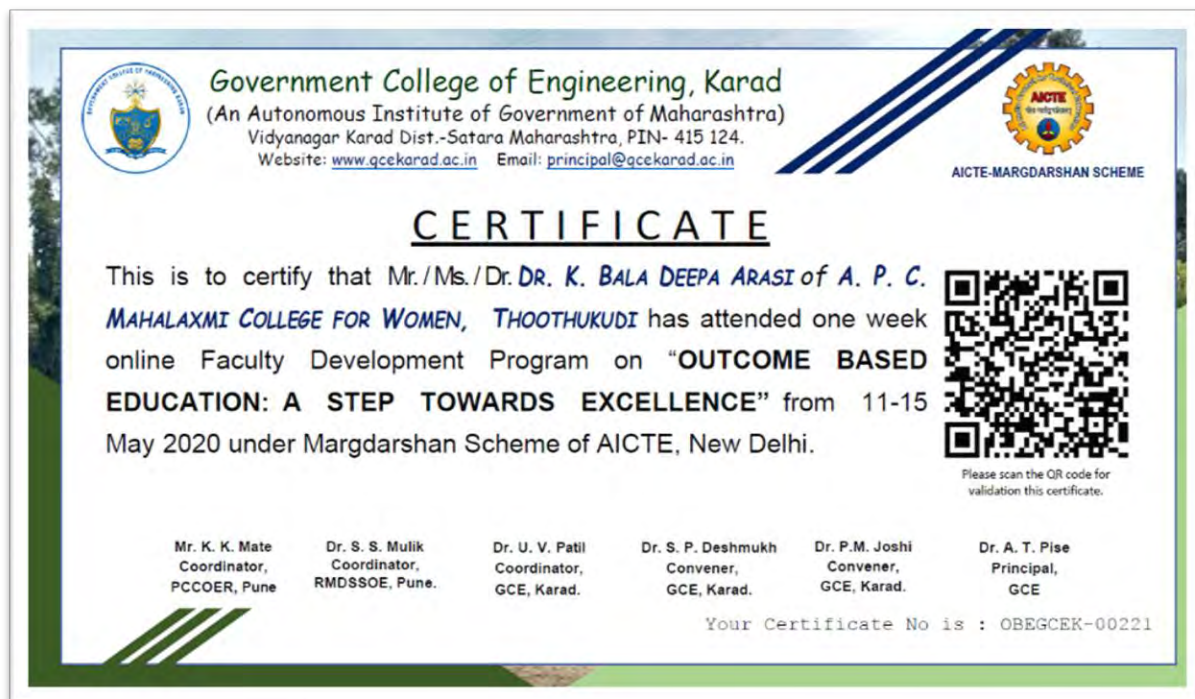 GOVERNMENT COLLEGE OF ENGINEERING KARAD
Government College of Engineering, Karad
(An Autonomous Institute of Government of Maharashtra)
Vidyanagar Karad Dist.-Satara Maharashtra, PIN- 415 124.
Website: www.gcekarad.ac.in Email: principal@gcekarad.ac.in
AICTE
AICTE-MARGDARSHAN SCHEME
CERTIFICATE
This is to certify that Mr./Ms./Dr. DR. K. BALA DEEPA ARASI of A. P. C.
MAHALAXMI COLLEGE FOR WOMEN, THOOTHUKUDI has attended one week
online Faculty Development Program on “OUTCOME BASED
EDUCATION: A STEP TOWARDS EXCELLENCE” from 11-15
May 2020 under Margdarshan Scheme of AICTE, New Delhi.
Please scan the QR code for
validation this certificate.
Mr. K. K. Mate
Coordinator,
PCCOER, Pune
Dr. S. S. Mulik
Coordinator,
RMDSSOE, Pune.
Dr. U. V. Patil
Coordinator,
GCE, Karad.
Dr. S. P. Deshmukh
Convener,
GCE, Karad.
Dr. P.M. Joshi
Convener,
GCE, Karad.
Dr. A. T. Pise
Principal,
GCE
Your Certificate No is : OBEGCEK-00221